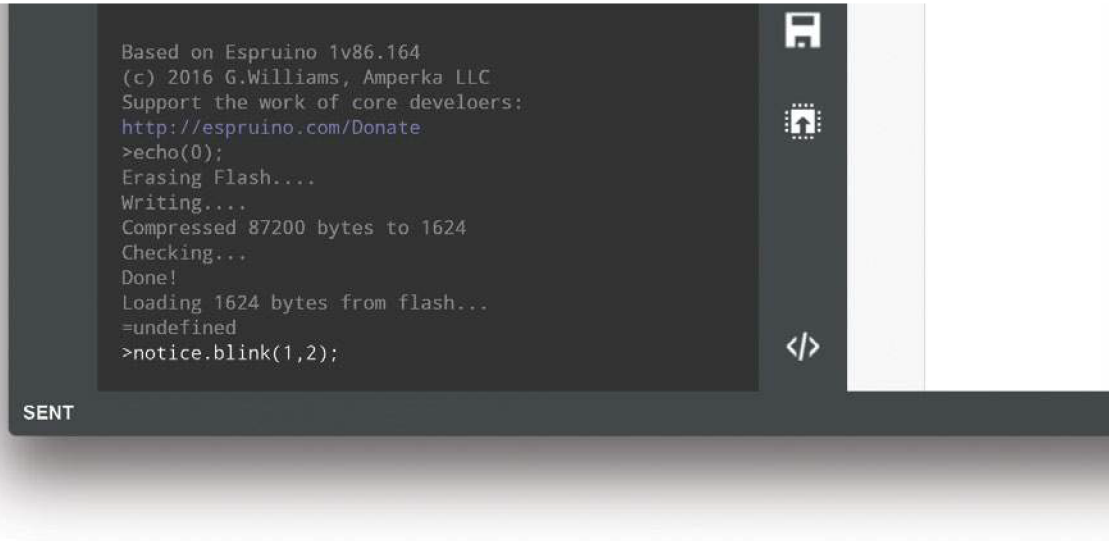 Based on Espruino 1v86.164
(c) 2016 G.Williams, Amperka LLC
Support the work of core develoers:
http://espruino.com/Donate
>echo(0);
Erasing Flash....
Writing....
Compressed 87200 bytes to 1624
Checking...
Done!
Loading 1624 bytes from flash...
=undefined
>notice.blink(1,2);
</>
SENT